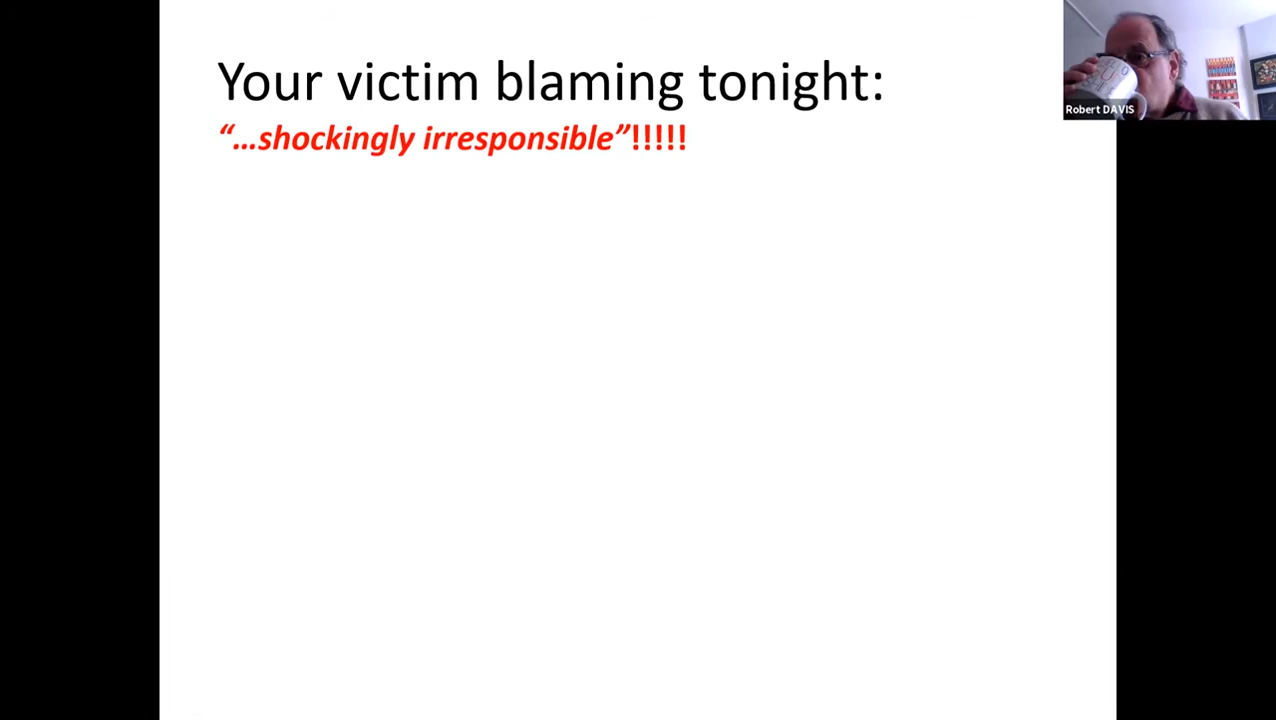 Your victim blaming tonight:
“…shockingly irresponsible”!!!!!
Robert DAVIS